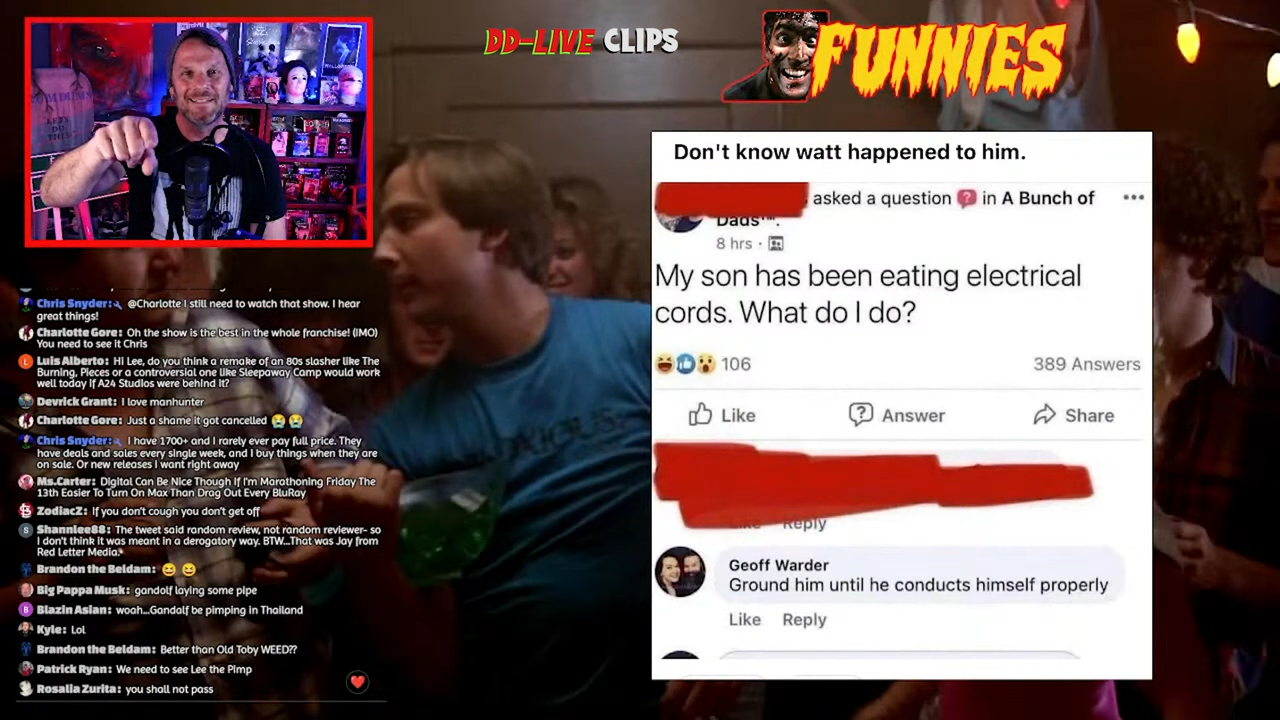 DD-LIVE CLIPS
FUNNIES
Don't know watt happened to him.
asked a question in A Bunch of
Dads™.
8 hrs ·
My son has been eating electrical
cords. What do I do?
106
389 Answers
Like
Answer
Share
Like Reply
Geoff Warder
Ground him until he conducts himself properly
Like Reply
Chris Snyder: @Charlotte I still need to watch that show. I hear
great things!
Charlotte Gore: Oh the show is the best in the whole franchise! (IMO)
You need to see it Chris
Luis Alberto: Hi Lee, do you think a remake of an 80s slasher like The
Burning, Pieces or a controversial one like Sleepaway Camp would work
well today if A24 Studios were behind it?
Devrick Grant: I love manhunter
Charlotte Gore: Just a shame it got cancelled 😭 😭
Chris Snyder: I have 1700+ and I rarely ever pay full price. They
have deals and sales every single week, and I buy things when they are
on sale. Or new releases I want right away
Ms.Carter: Digital Can Be Nice Though If I'm Marathoning Friday The
13th Easier To Turn On Max Than Drag Out Every BluRay
ZodiacZ: If you don't cough you don't get off
Shannlee88: The tweet said random review, not random reviewer- so
I don't think it was meant in a derogatory way. BTW...That was Jay from
Red Letter Media.*
Brandon the Beldam: 😄 😄
Big Pappa Musk: gandolf laying some pipe
Blazin Asian: woah...Gandalf be pimping in Thailand
Kyle: Lol
Brandon the Beldam: Better than Old Toby WEED??
Patrick Ryan: We need to see Lee the Pimp
Rosalia Zurita: you shall not pass